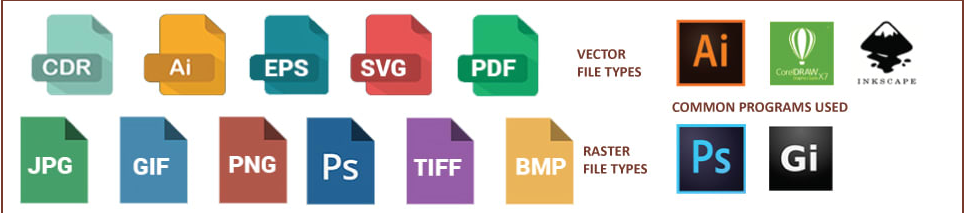 CDR Ai EPS SVG PDF
VECTOR
FILE TYPES
Ai
CorelDRAW
X7
INKSCAPE
COMMON PROGRAMS USED
JPG GIF PNG Ps TIFF BMP
RASTER
FILE TYPES
Ps Gi